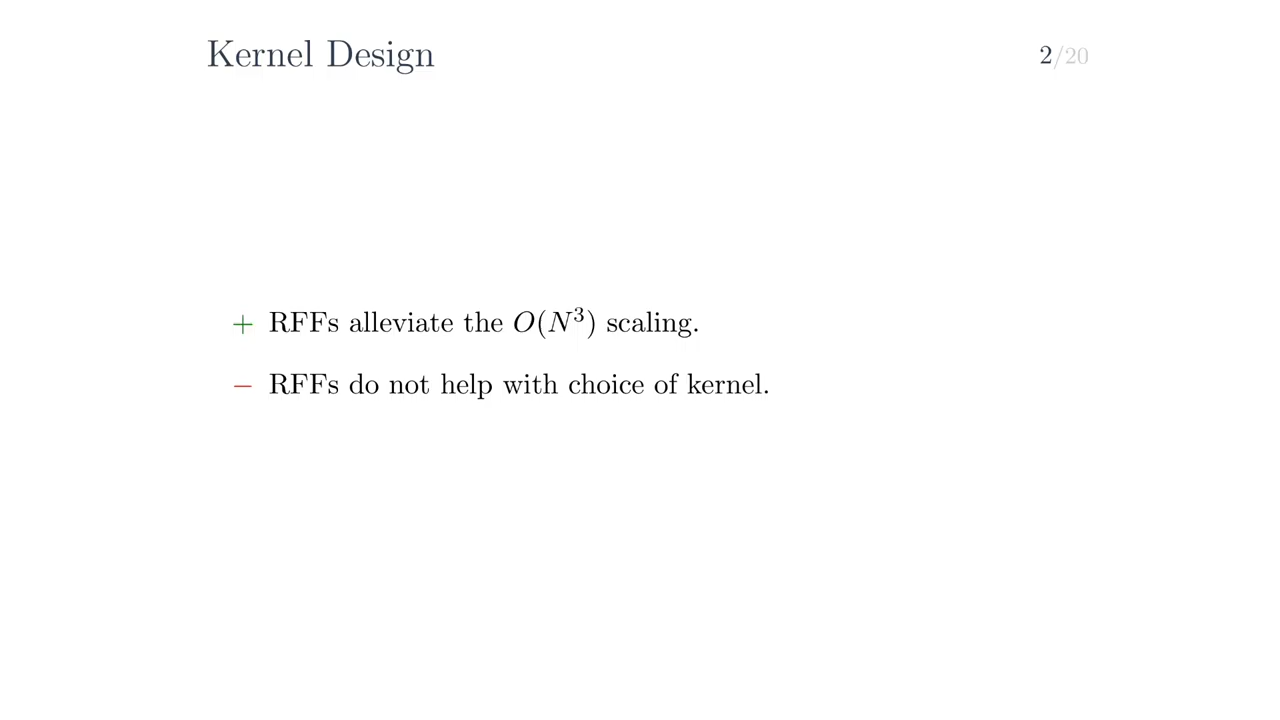 Kernel Design 2/20
+ RFFs alleviate the O(N³) scaling.
− RFFs do not help with choice of kernel.